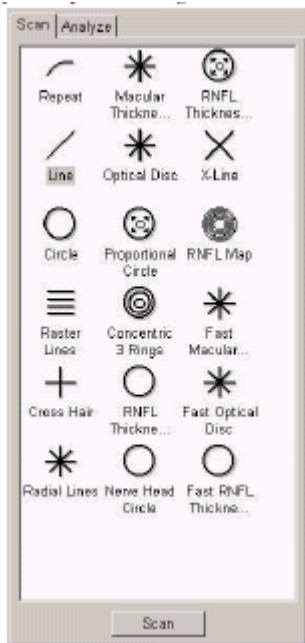 Scan Analyze
Repeat Macular Thickne... RNFL Thicknes...
Line Optical Disc X-Line
Circle Proportional Circle RNFL Map
Raster Lines Concentric 3 Rings Fast Macular...
Cross Hair RNFL Thickne... Fast Optical Disc
Radial Lines Nerve Head Circle Fast RNFL Thickne...
Scan